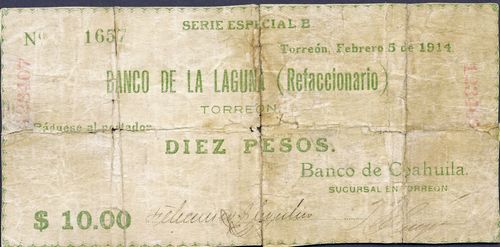 SERIE ESPECIAL B
Nº 1657
Torreón, Febrero 5 de 1914
BANCO DE LA LAGUNA (Refaccionario)
TORREON
Páguese al portador
DIEZ PESOS.
Banco de Coahuila.
SUCURSAL EN TORREON
$ 10.00